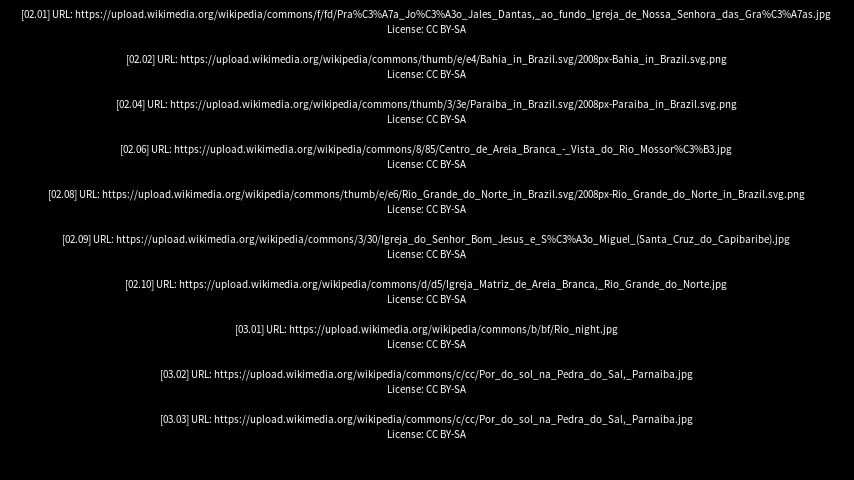 [02.01] URL: https://upload.wikimedia.org/wikipedia/commons/f/fd/Pra%C3%A7a_Jo%C3%A3o_Jales_Dantas,_ao_fundo_Igreja_de_Nossa_Senhora_das_Gra%C3%A7as.jpg
License: CC BY-SA
[02.02] URL: https://upload.wikimedia.org/wikipedia/commons/thumb/e/e4/Bahia_in_Brazil.svg/2008px-Bahia_in_Brazil.svg.png
License: CC BY-SA
[02.04] URL: https://upload.wikimedia.org/wikipedia/commons/thumb/3/3e/Paraiba_in_Brazil.svg/2008px-Paraiba_in_Brazil.svg.png
License: CC BY-SA
[02.06] URL: https://upload.wikimedia.org/wikipedia/commons/8/85/Centro_de_Areia_Branca_-_Vista_do_Rio_Mossor%C3%B3.jpg
License: CC BY-SA
[02.08] URL: https://upload.wikimedia.org/wikipedia/commons/thumb/e/e6/Rio_Grande_do_Norte_in_Brazil.svg/2008px-Rio_Grande_do_Norte_in_Brazil.svg.png
License: CC BY-SA
[02.09] URL: https://upload.wikimedia.org/wikipedia/commons/3/30/Igreja_do_Senhor_Bom_Jesus_e_S%C3%A3o_Miguel_(Santa_Cruz_do_Capibaribe).jpg
License: CC BY-SA
[02.10] URL: https://upload.wikimedia.org/wikipedia/commons/d/d5/Igreja_Matriz_de_Areia_Branca,_Rio_Grande_do_Norte.jpg
License: CC BY-SA
[03.01] URL: https://upload.wikimedia.org/wikipedia/commons/b/bf/Rio_night.jpg
License: CC BY-SA
[03.02] URL: https://upload.wikimedia.org/wikipedia/commons/c/cc/Por_do_sol_na_Pedra_do_Sal,_Parnaiba.jpg
License: CC BY-SA
[03.03] URL: https://upload.wikimedia.org/wikipedia/commons/c/cc/Por_do_sol_na_Pedra_do_Sal,_Parnaiba.jpg
License: CC BY-SA